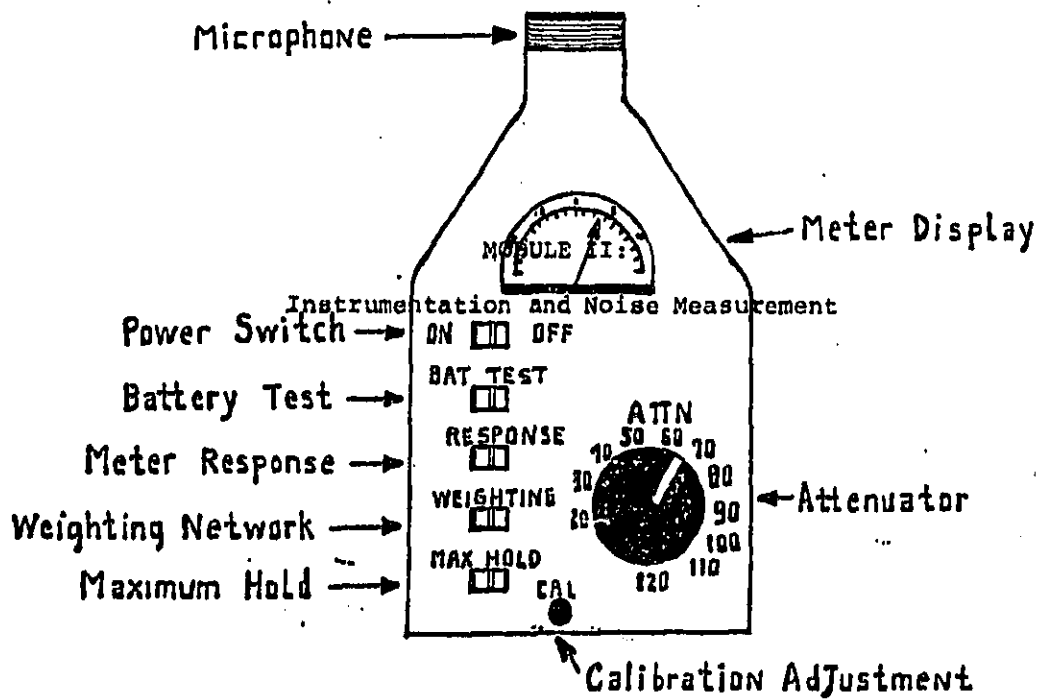 Microphone
Meter Display
MODULE II:
Instrumentation and Noise Measurement
Power Switch
ON OFF
BAT TEST
Battery Test
RESPONSE
Meter Response
WEIGHTING
Weighting Network
MAX HOLD
Maximum Hold
CAL
Calibration Adjustment
ATTN
20 30 40 50 60 70 80 90 100 110 120
Attenuator